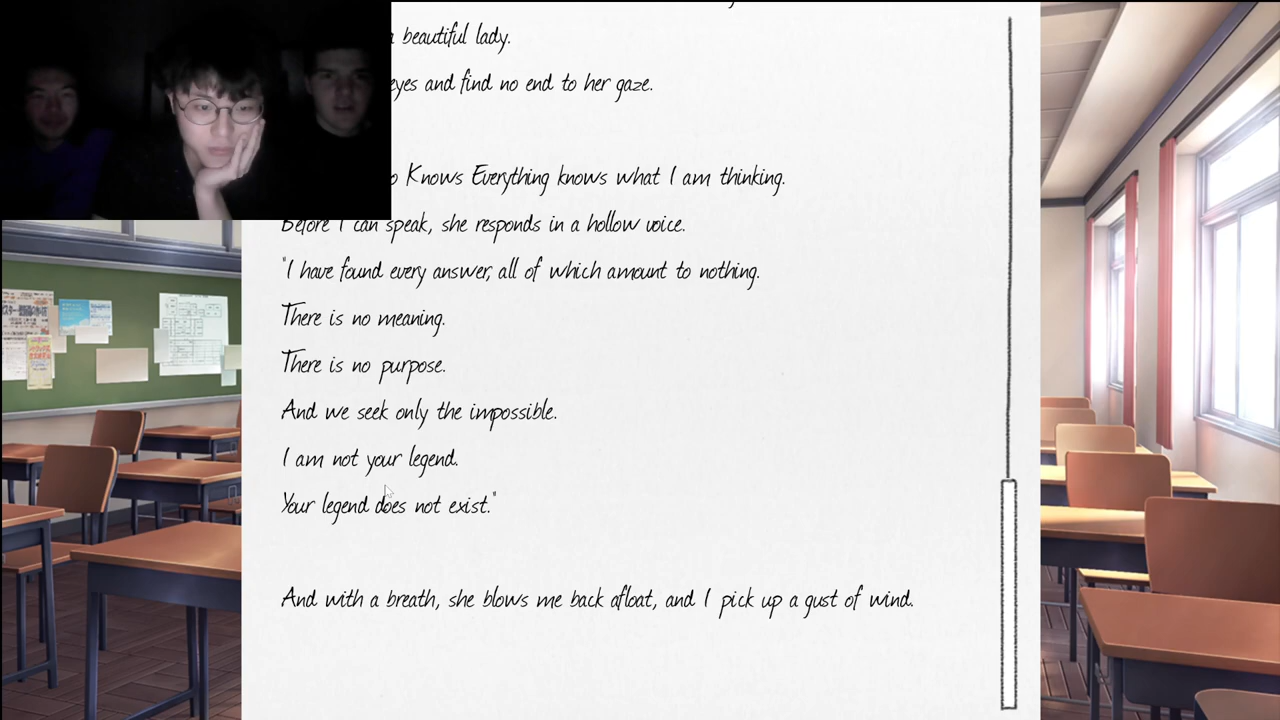 a beautiful lady.
eyes and find no end to her gaze.
Knows Everything knows what I am thinking.
Before I can speak, she responds in a hollow voice.
"I have found every answer, all of which amount to nothing.
There is no meaning.
There is no purpose.
And we seek only the impossible.
I am not your legend.
Your legend does not exist."
And with a breath, she blows me back afloat, and I pick up a gust of wind.